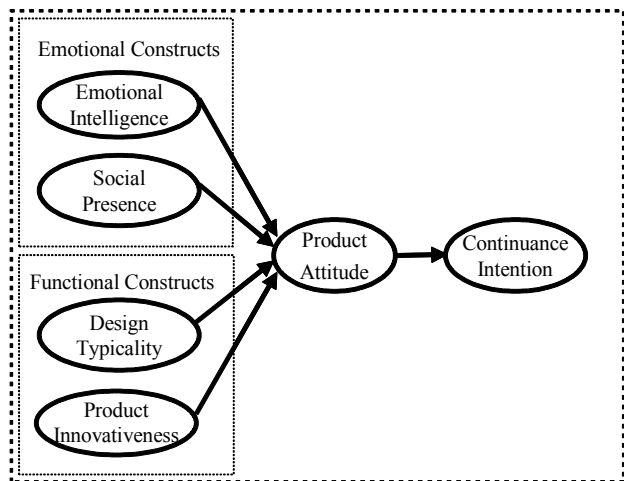 Emotional Constructs
Emotional
Intelligence
Social
Presence
Functional Constructs
Design
Typicality
Product
Innovativeness
Product
Attitude
Continuance
Intention